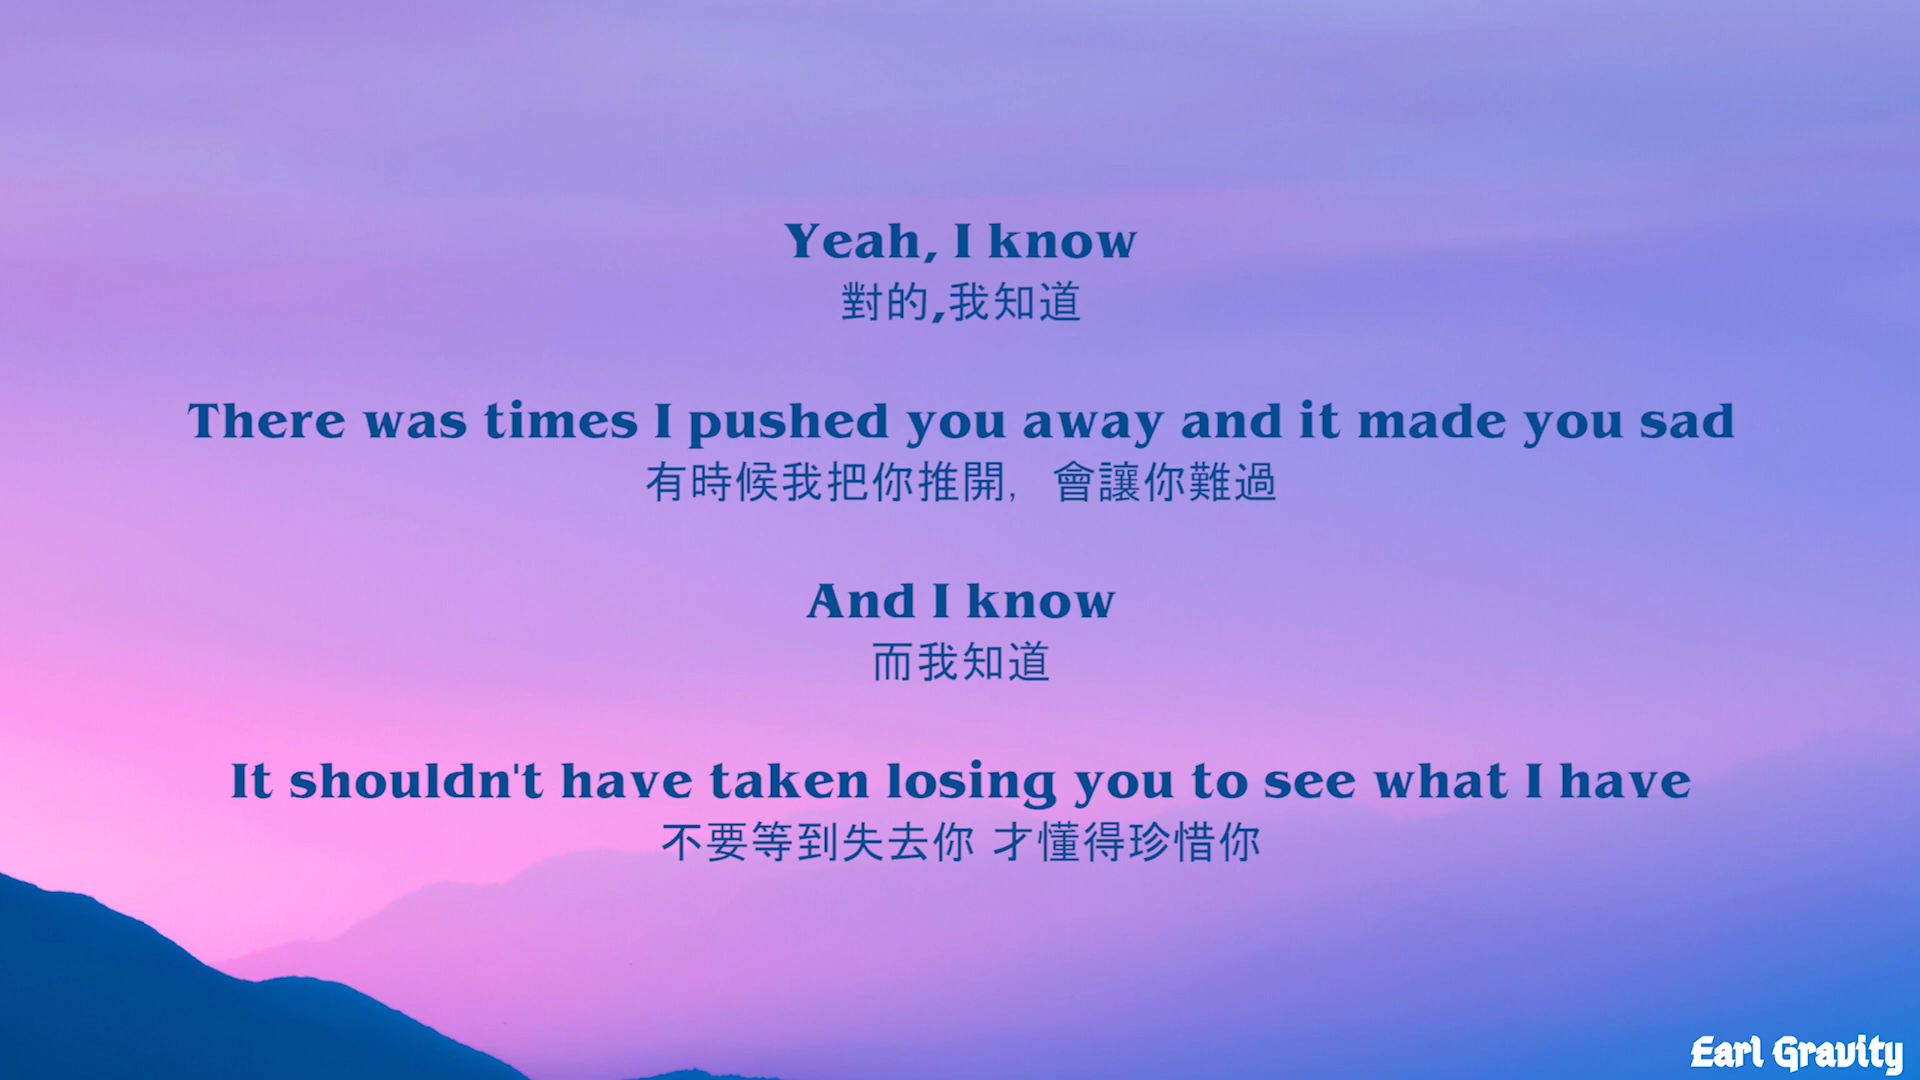 Yeah, I know
對的,我知道
There was times I pushed you away and it made you sad
有時候我把你推開, 會讓你難過
And I know
而我知道
It shouldn't have taken losing you to see what I have
不要等到失去你 才懂得珍惜你
Earl Gravity